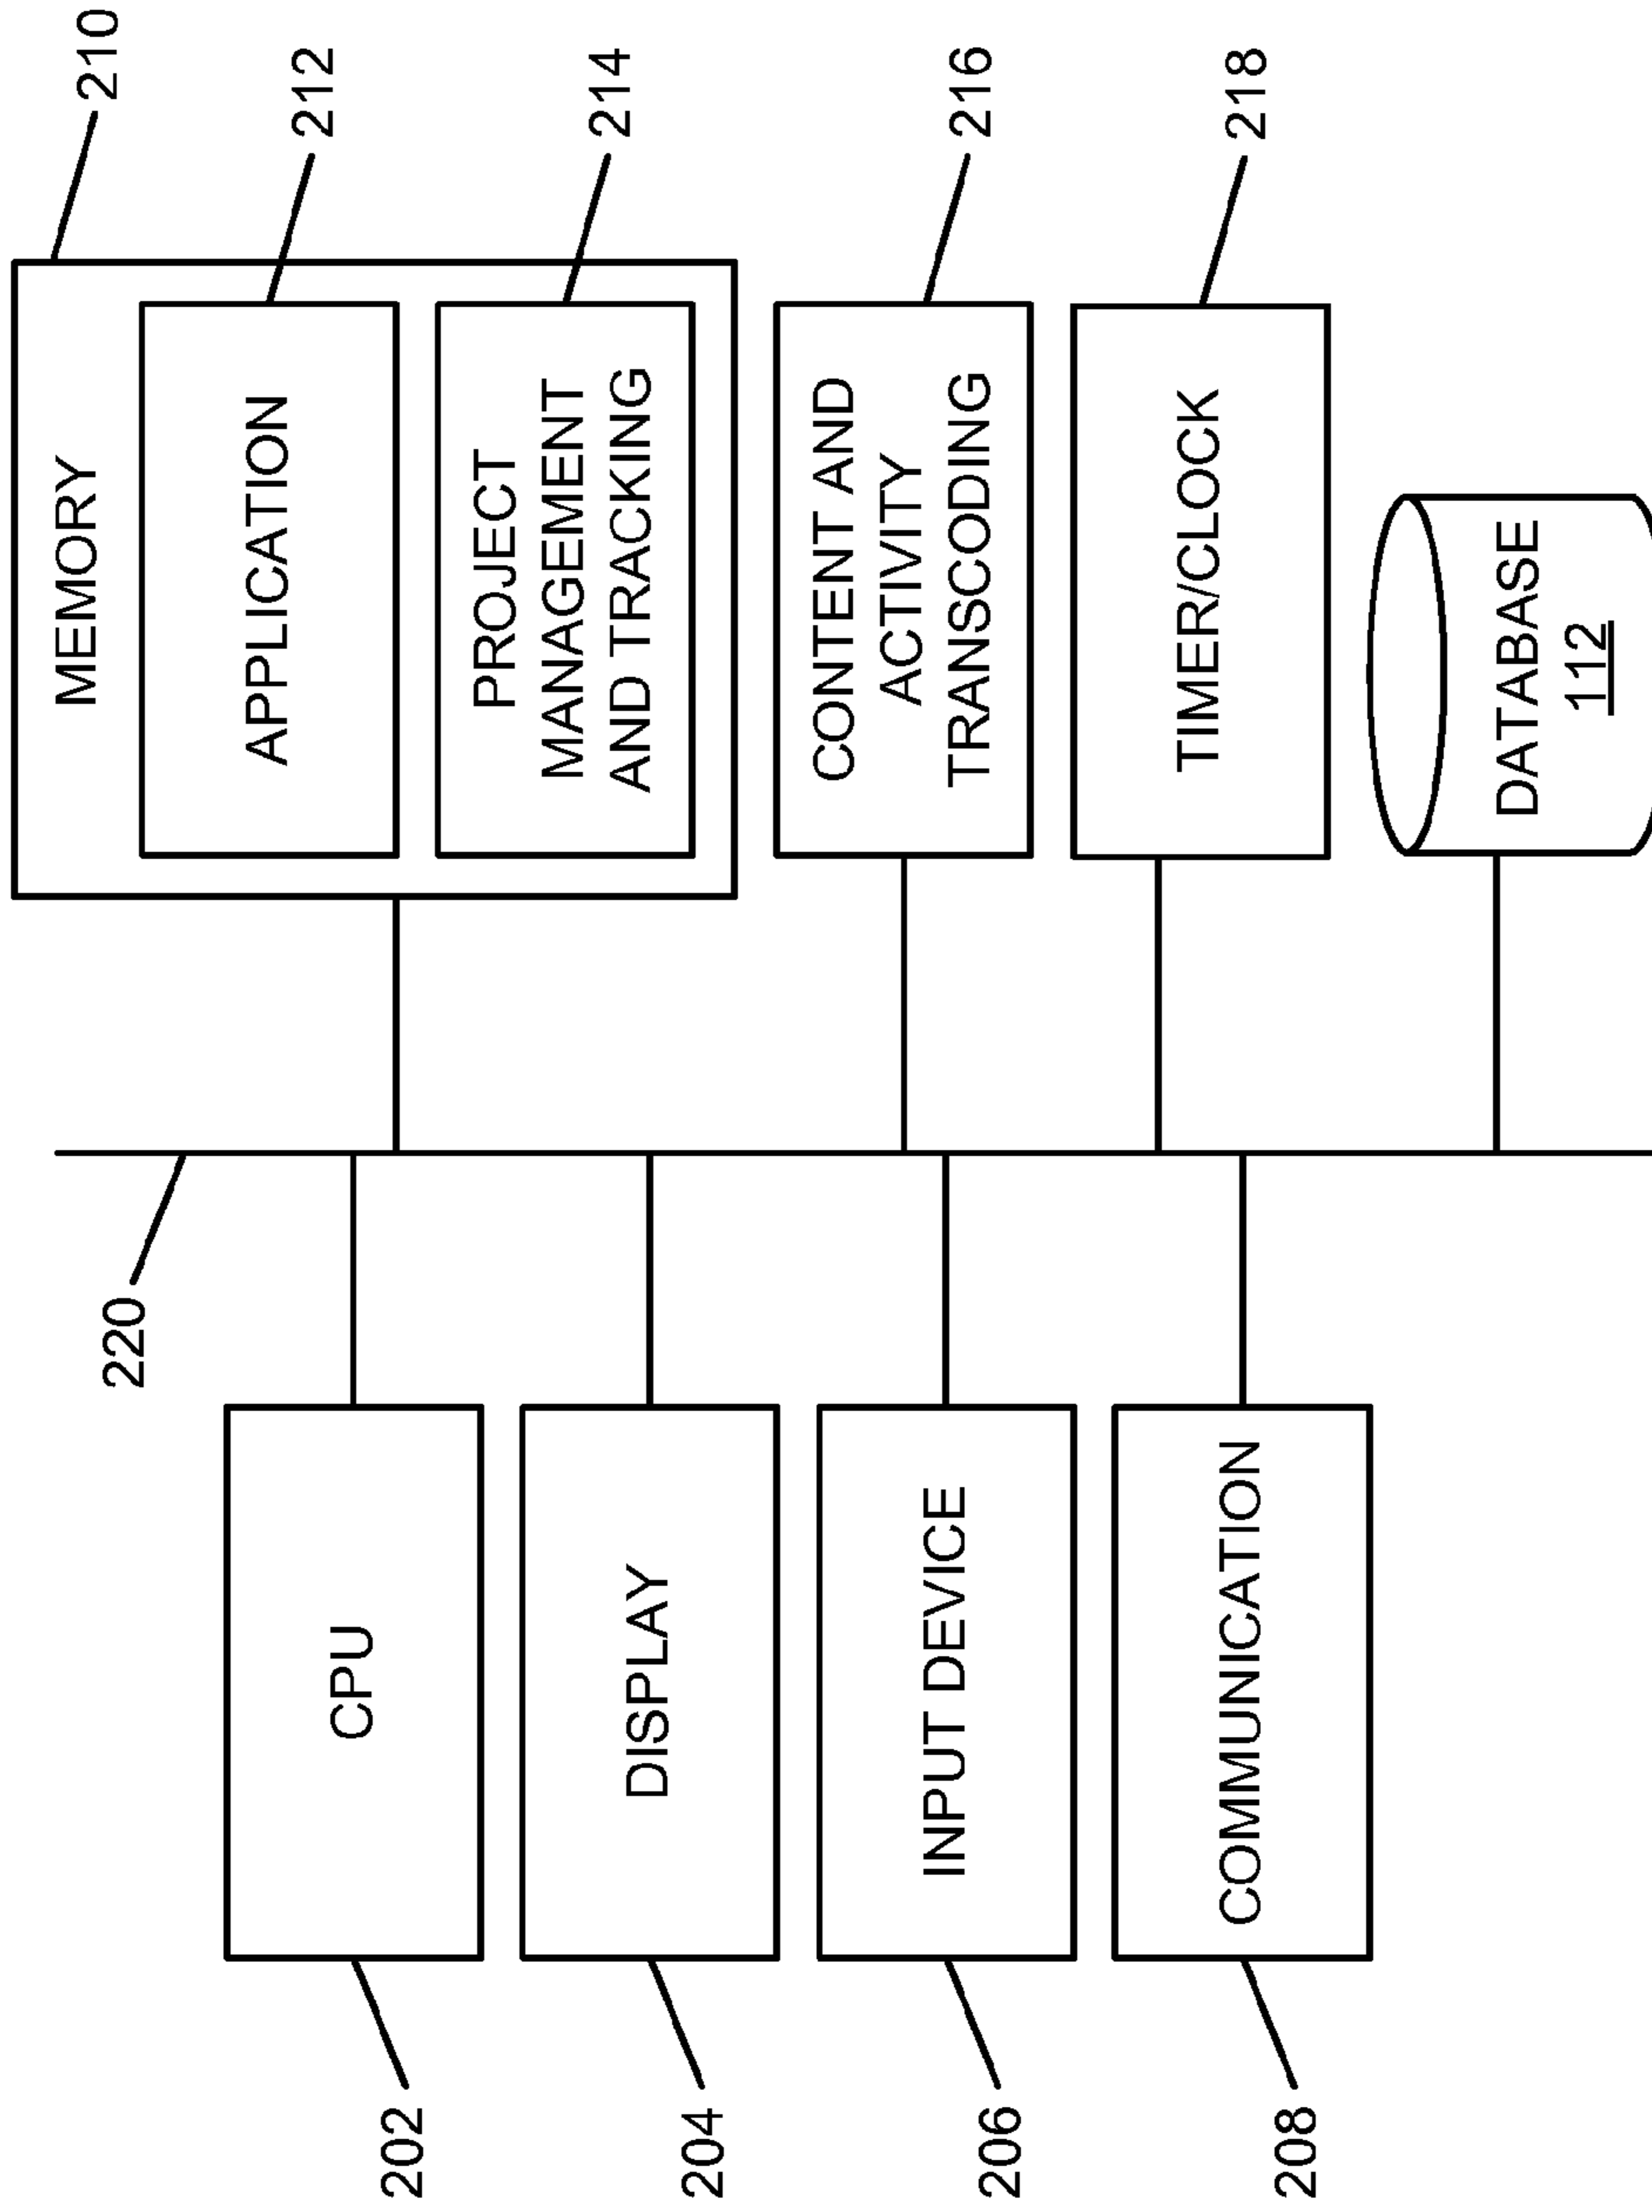 220
202
CPU
204
DISPLAY
206
INPUT DEVICE
208
COMMUNICATION
210
MEMORY
212
APPLICATION
214
PROJECT
MANAGEMENT
AND TRACKING
216
CONTENT AND
ACTIVITY
TRANSCODING
218
TIMER/CLOCK
DATABASE
112